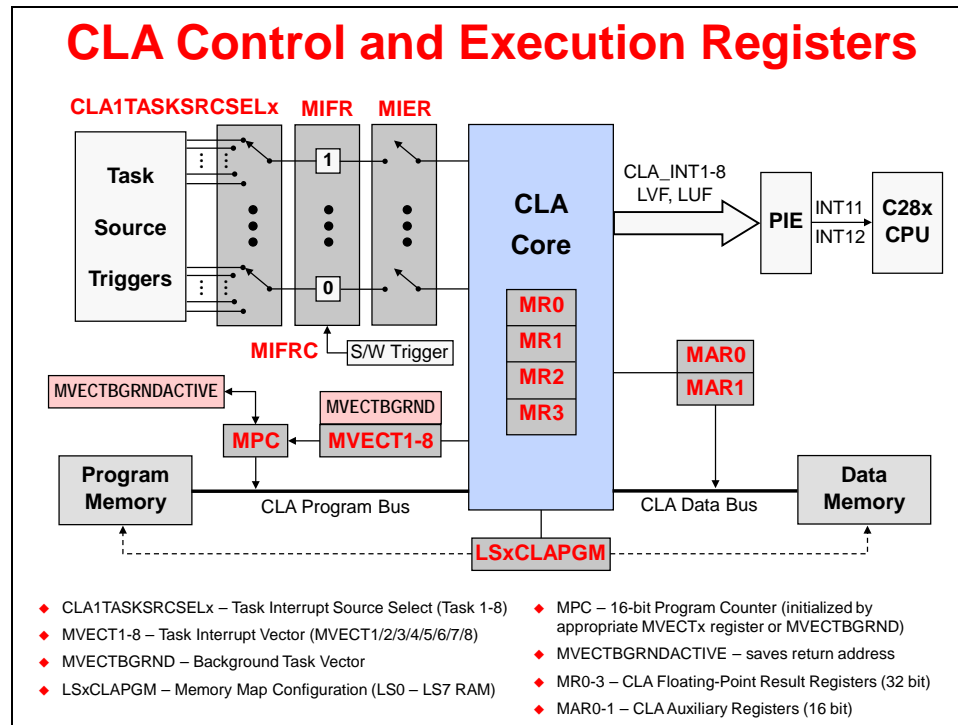 CLA Control and Execution Registers
CLA1TASKSRCSELx
MIFR
MIER
Task
Source
Triggers
1
0
MIFRC
S/W Trigger
CLA
Core
MR0
MR1
MR2
MR3
CLA_INT1-8
LVF, LUF
PIE
INT11
INT12
C28x
CPU
MAR0
MAR1
MVECTBGRNDACTIVE
MVECTBGRND
MPC
MVECT1-8
Program
Memory
CLA Program Bus
CLA Data Bus
Data
Memory
LSxCLAPGM
CLA1TASKSRCSELx – Task Interrupt Source Select (Task 1-8)
MVECT1-8 – Task Interrupt Vector (MVECT1/2/3/4/5/6/7/8)
MVECTBGRND – Background Task Vector
LSxCLAPGM – Memory Map Configuration (LS0 – LS7 RAM)
MPC – 16-bit Program Counter (initialized by
appropriate MVECTx register or MVECTBGRND)
MVECTBGRNDACTIVE – saves return address
MR0-3 – CLA Floating-Point Result Registers (32 bit)
MAR0-1 – CLA Auxiliary Registers (16 bit)